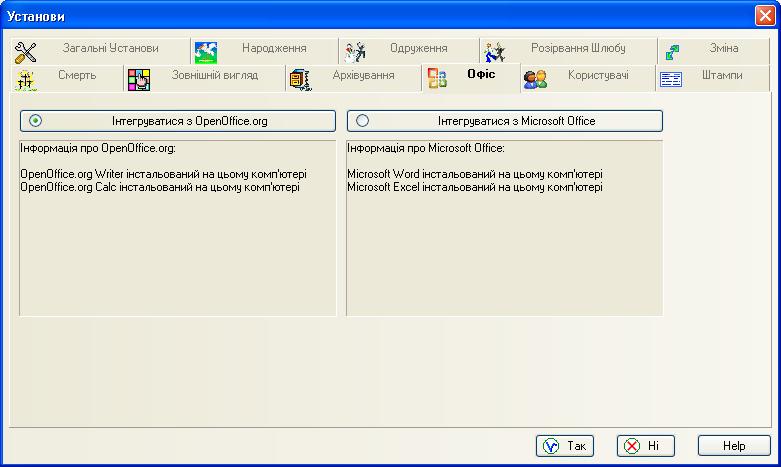 Установи
Загальні Установи
Народження
Одруження
Розірвання Шлюбу
Зміна
Смерть
Зовнішній вигляд
Архівування
Офіс
Користувачі
Штампи
Інтегруватися з OpenOffice.org
Інтегруватися з Microsoft Office
Інформація про OpenOffice.org:
OpenOffice.org Writer інстальований на цьому комп'ютері
OpenOffice.org Calc інстальований на цьому комп'ютері
Інформація про Microsoft Office:
Microsoft Word інстальований на цьому комп'ютері
Microsoft Excel інстальований на цьому комп'ютері
Так
Ні
Help